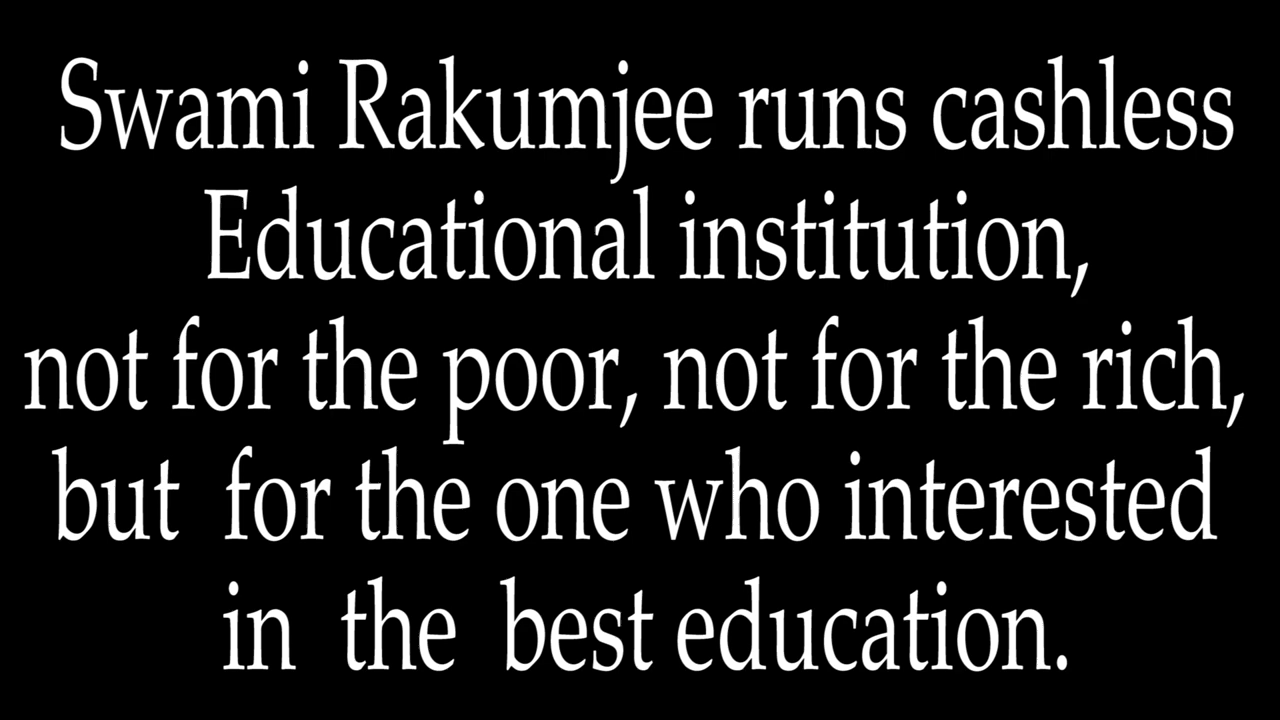 Swami Rakumjee runs cashless
Educational institution,
not for the poor, not for the rich,
but for the one who interested
in the best education.